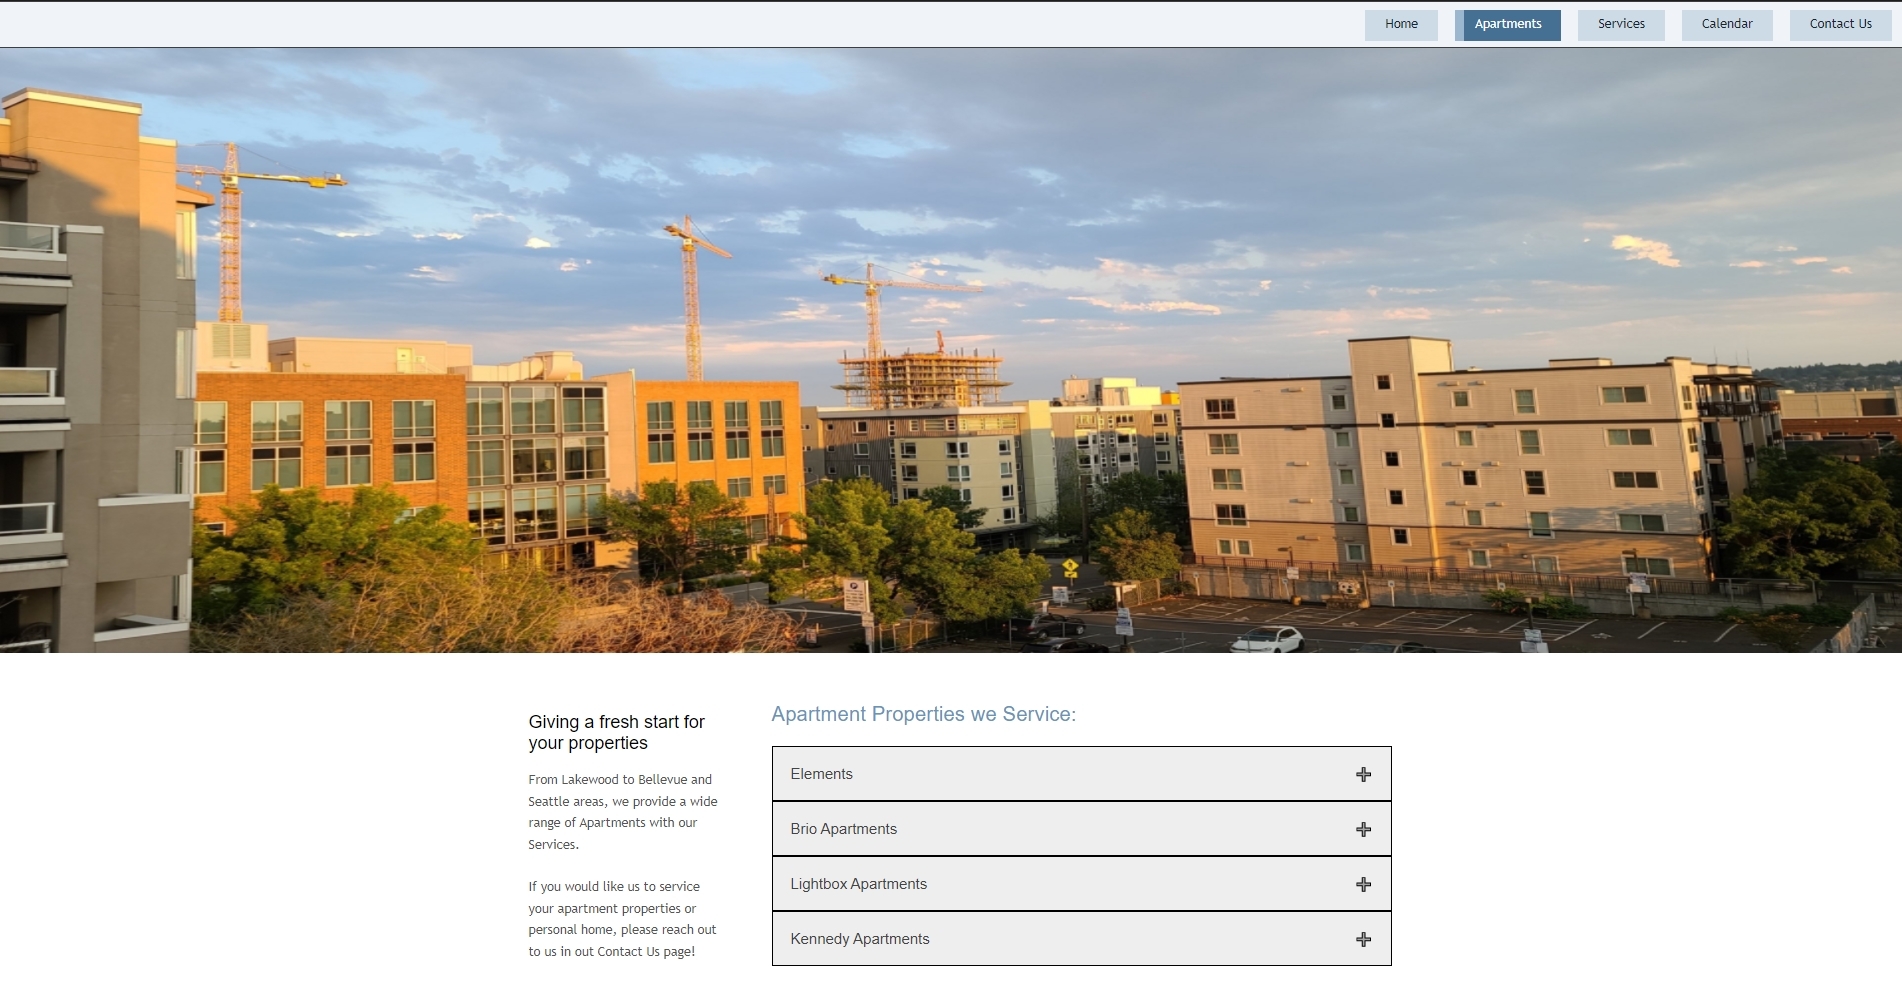 Home Apartments Services Calendar Contact Us
Giving a fresh start for
your properties
From Lakewood to Bellevue and
Seattle areas, we provide a wide
range of Apartments with our
Services.
If you would like us to service
your apartment properties or
personal home, please reach out
to us in out Contact Us page!
Apartment Properties we Service:
Elements
Brio Apartments
Lightbox Apartments
Kennedy Apartments